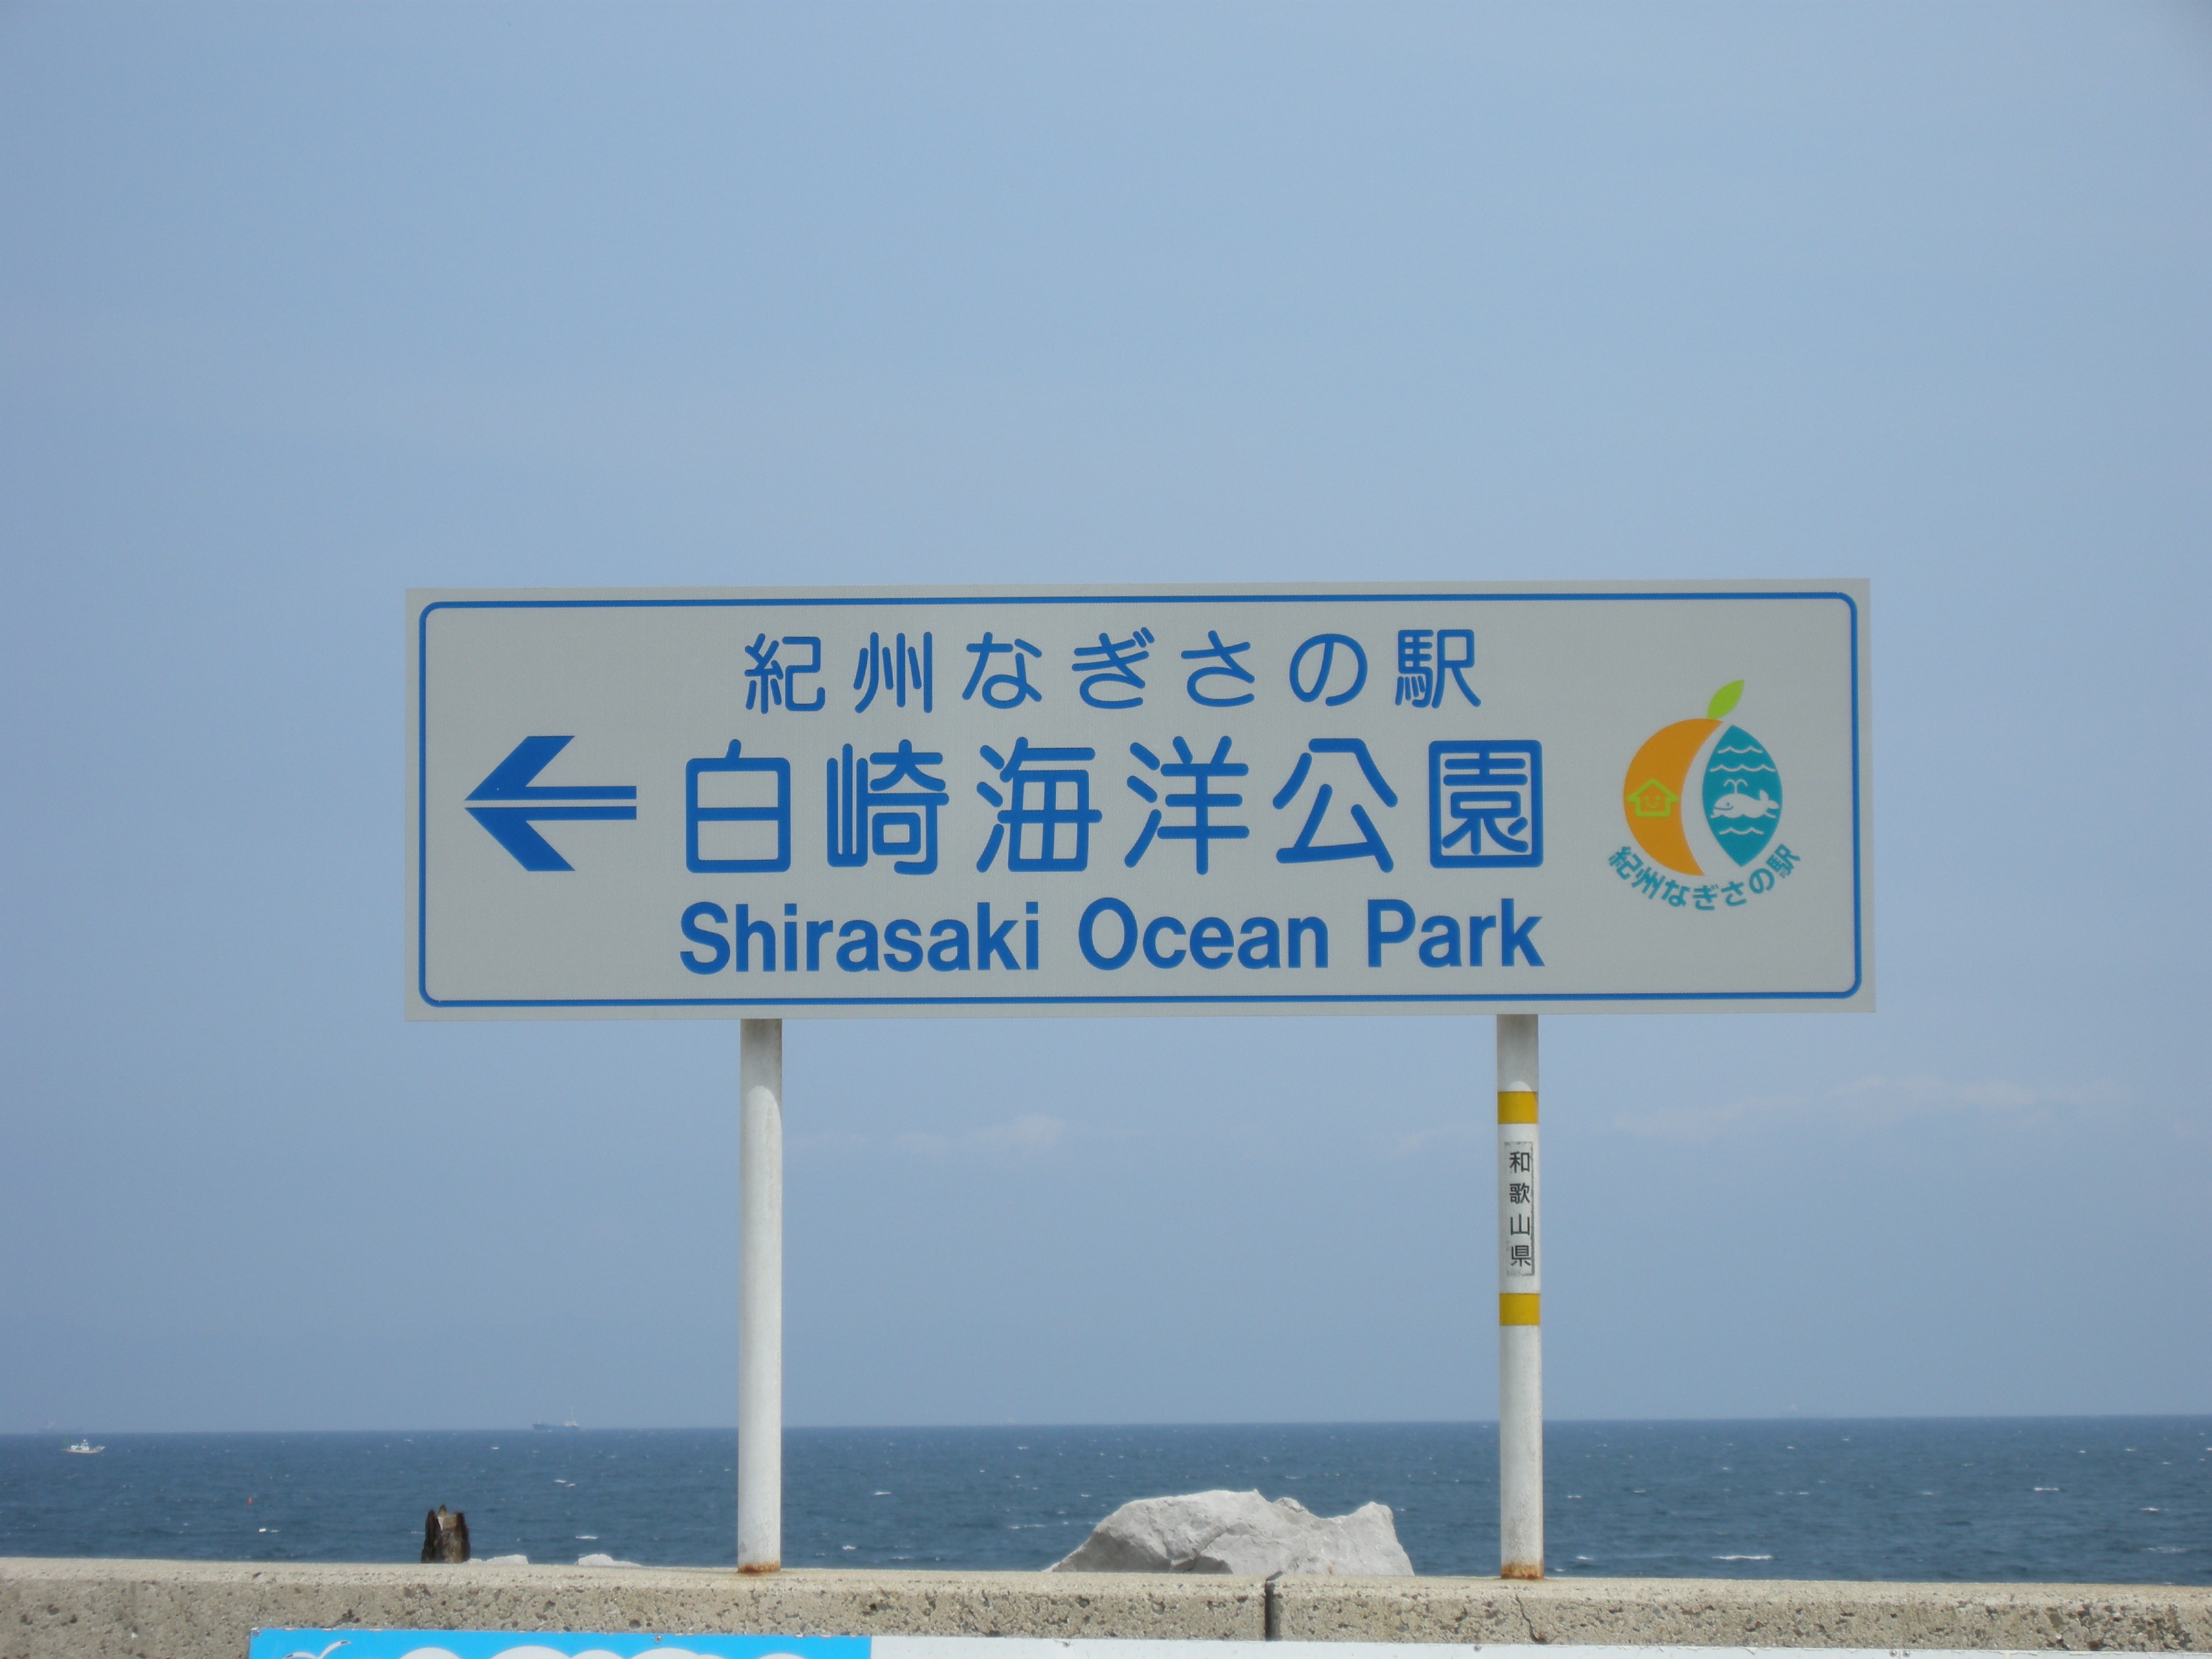 紀州なぎさの駅
白崎海洋公園
Shirasaki Ocean Park
紀州なぎさの駅
和歌山県